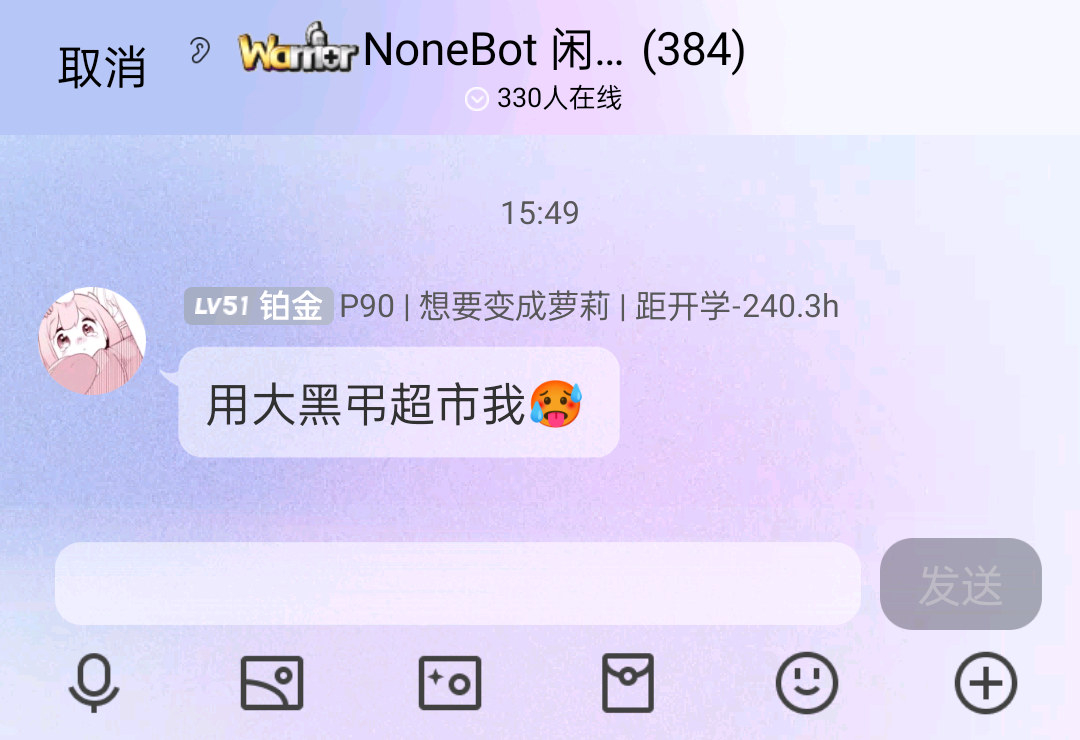 取消
Warrior NoneBot 闲... (384)
330人在线
15:49
LV51 铂金 P90 | 想要变成萝莉 | 距开学-240.3h
用大黑弔超市我🥵
发送